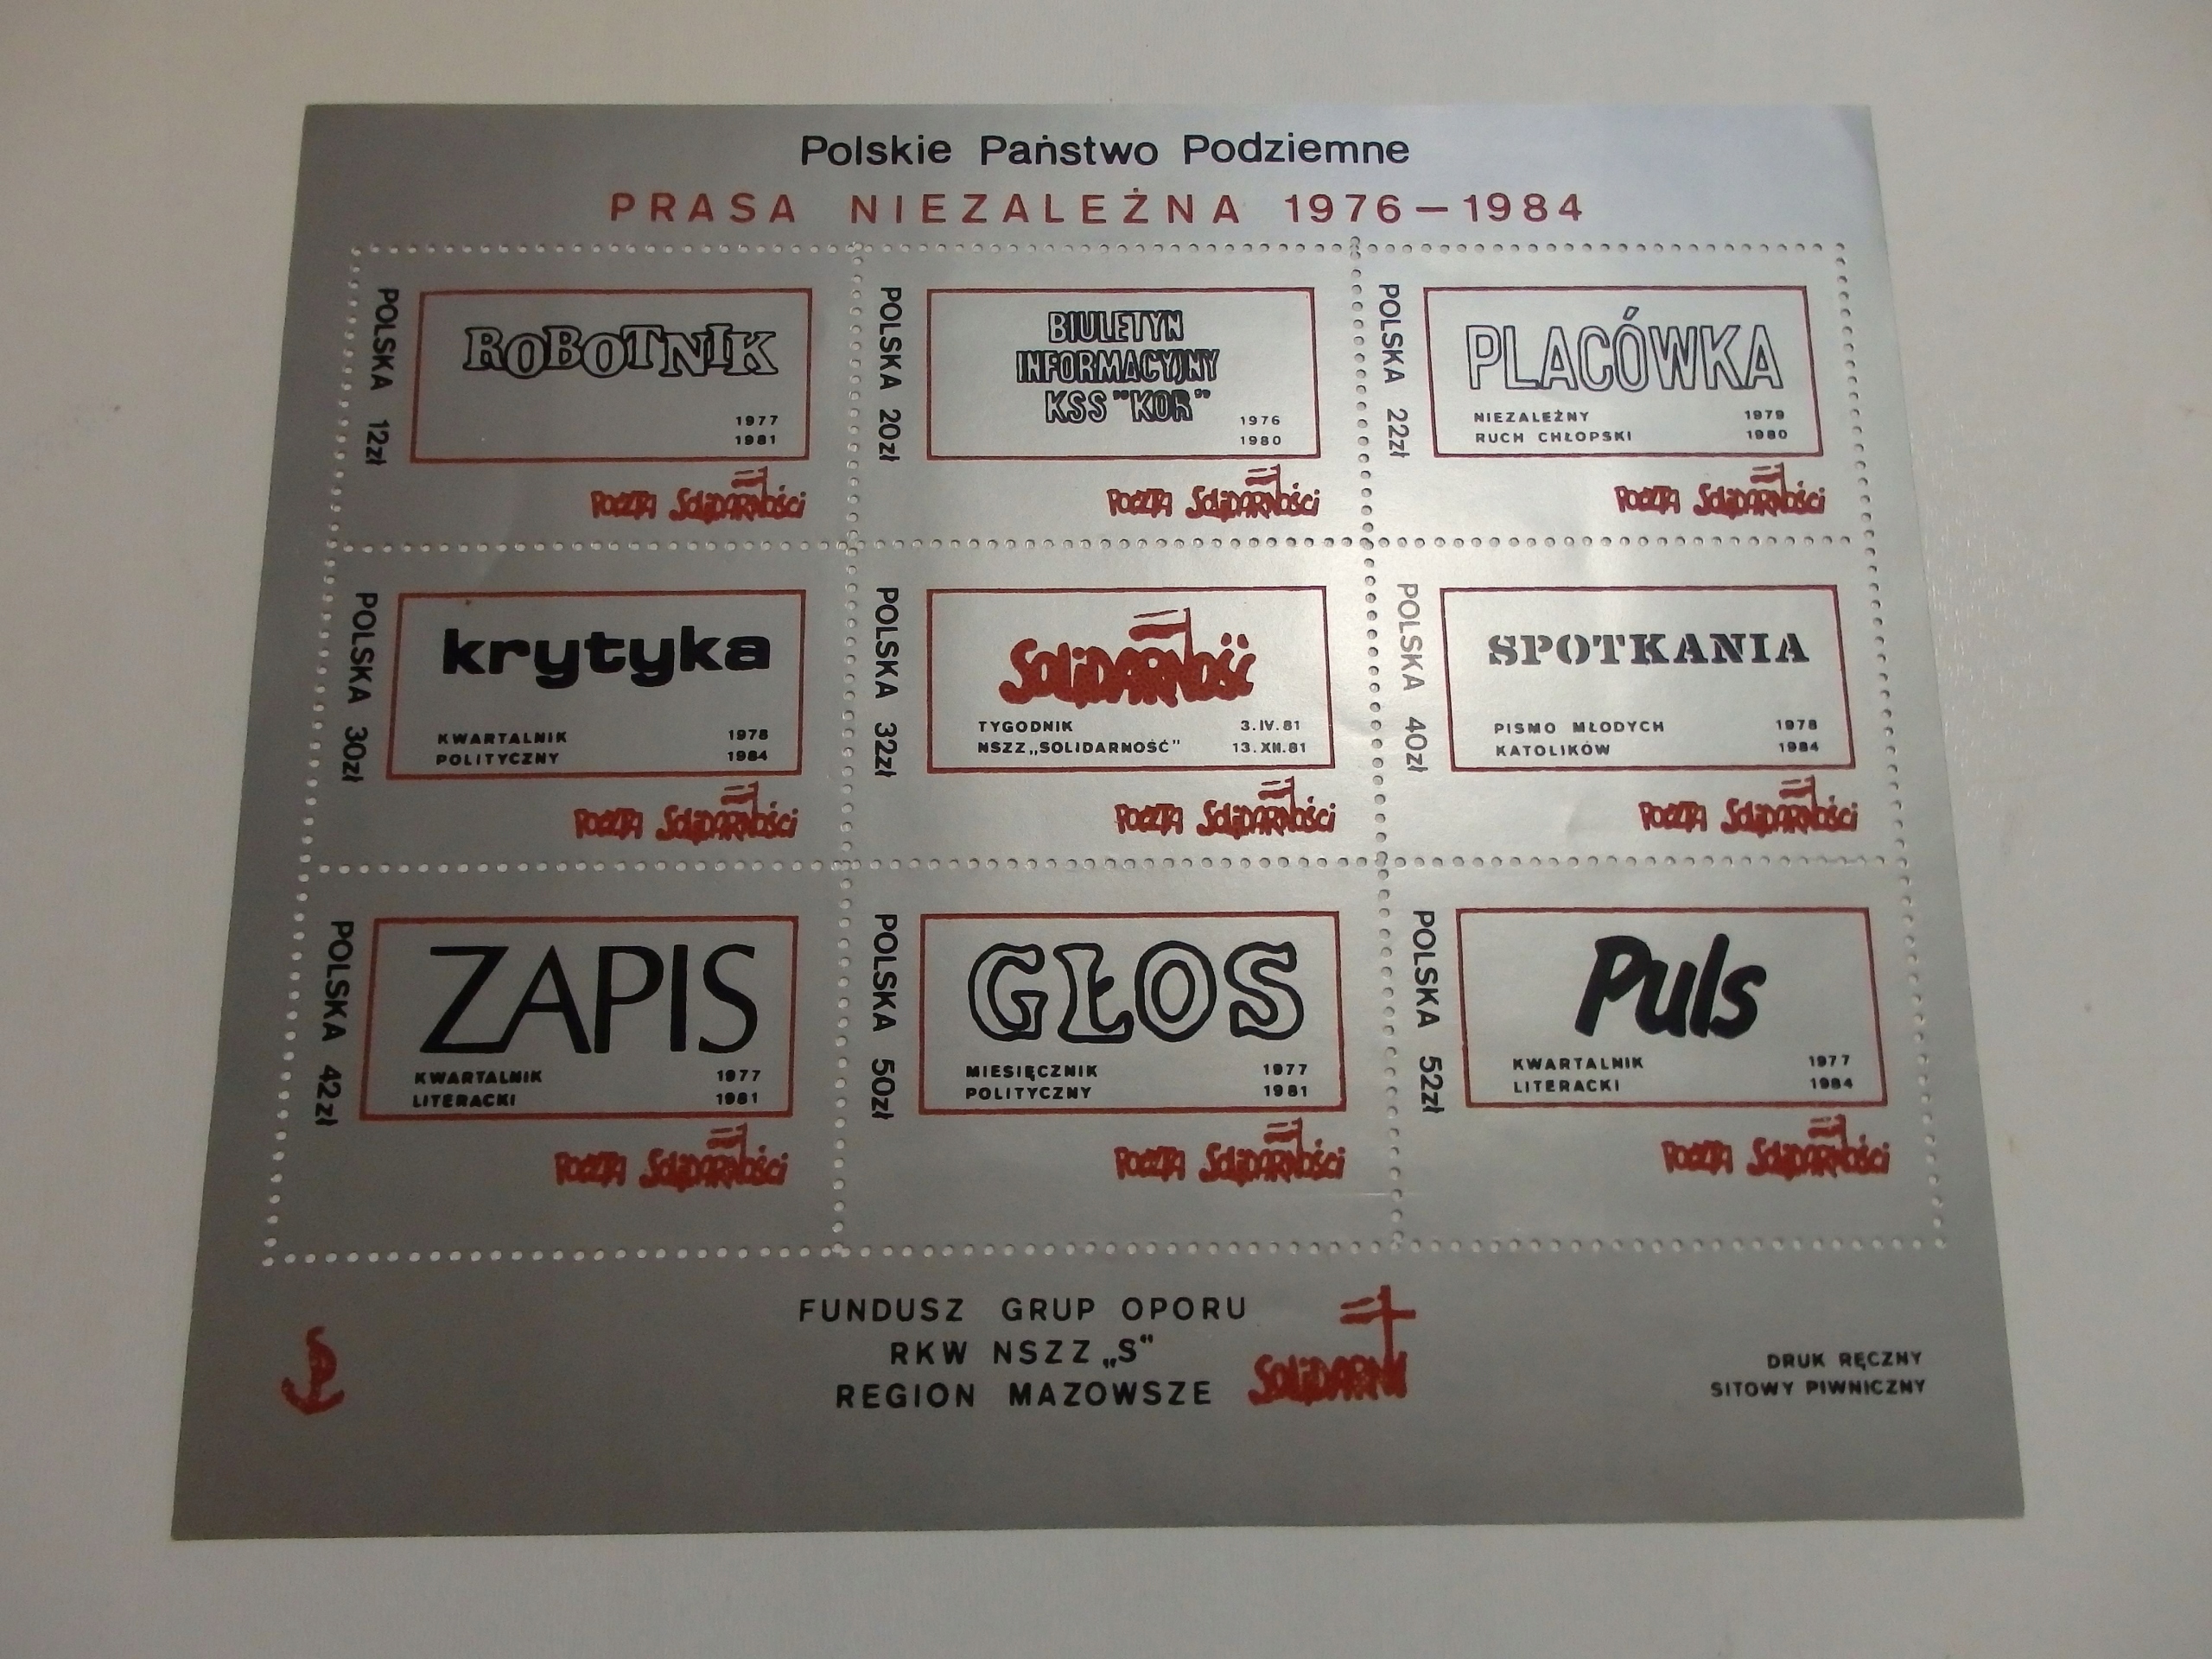 Polskie Państwo Podziemne
PRASA NIEZALEŻNA 1976–1984
POLSKA 12zł
ROBOTNIK
1977
1981
POCZTA SOLIDARNOŚCI
POLSKA 20zł
BIULETYN
INFORMACYJNY
KSS "KOR"
1976
1980
POCZTA SOLIDARNOŚCI
POLSKA 22zł
PLACÓWKA
NIEZALEŻNY 1979
RUCH CHŁOPSKI 1980
POCZTA SOLIDARNOŚCI
POLSKA 30zł
krytyka
KWARTALNIK 1978
POLITYCZNY 1984
POCZTA SOLIDARNOŚCI
POLSKA 32zł
SOLIDARNOŚĆ
TYGODNIK 3.IV.81
NSZZ „SOLIDARNOŚĆ" 13.XII.81
POCZTA SOLIDARNOŚCI
POLSKA 40zł
SPOTKANIA
PISMO MŁODYCH 1978
KATOLIKÓW 1984
POCZTA SOLIDARNOŚCI
POLSKA 42zł
ZAPIS
KWARTALNIK 1977
LITERACKI 1981
POCZTA SOLIDARNOŚCI
POLSKA 50zł
GŁOS
MIESIĘCZNIK 1977
POLITYCZNY 1981
POCZTA SOLIDARNOŚCI
POLSKA 52zł
Puls
KWARTALNIK 1977
LITERACKI 1984
POCZTA SOLIDARNOŚCI
FUNDUSZ GRUP OPORU
RKW NSZZ „S"
REGION MAZOWSZE
SOLIDARNI
DRUK RĘCZNY
SITOWY PIWNICZNY